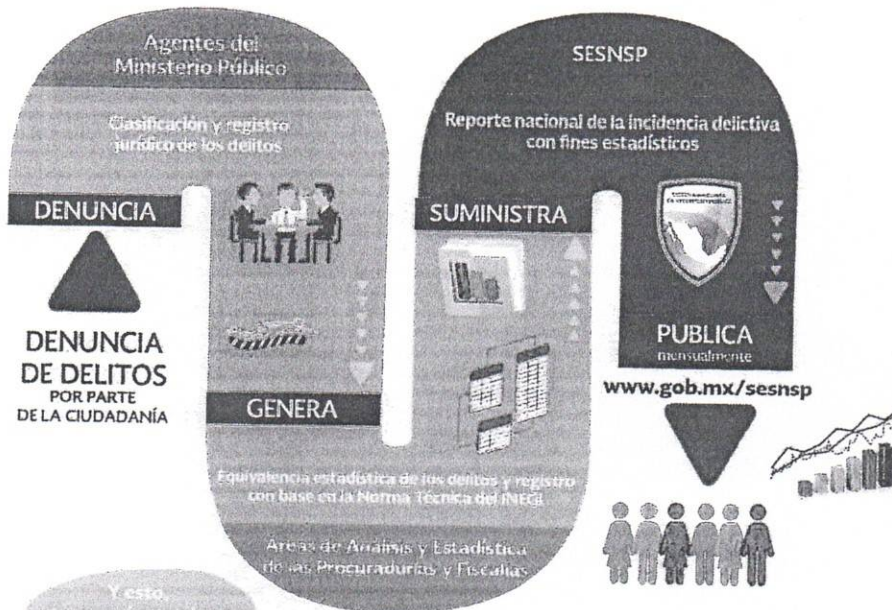 Agentes del
Ministerio Público
Clasificación y registro
jurídico de los delitos
DENUNCIA
DENUNCIA
DE DELITOS
POR PARTE
DE LA CIUDADANÍA
GENERA
Equivalencia estadística de los delitos y registro
con base en la Norma Técnica del INEGI
Áreas de Análisis y Estadística
de las Procuradurías y Fiscalías
SUMINISTRA
SESNSP
Reporte nacional de la incidencia delictiva
con fines estadísticos
PUBLICA
mensualmente
www.gob.mx/sesnsp
Y esto,